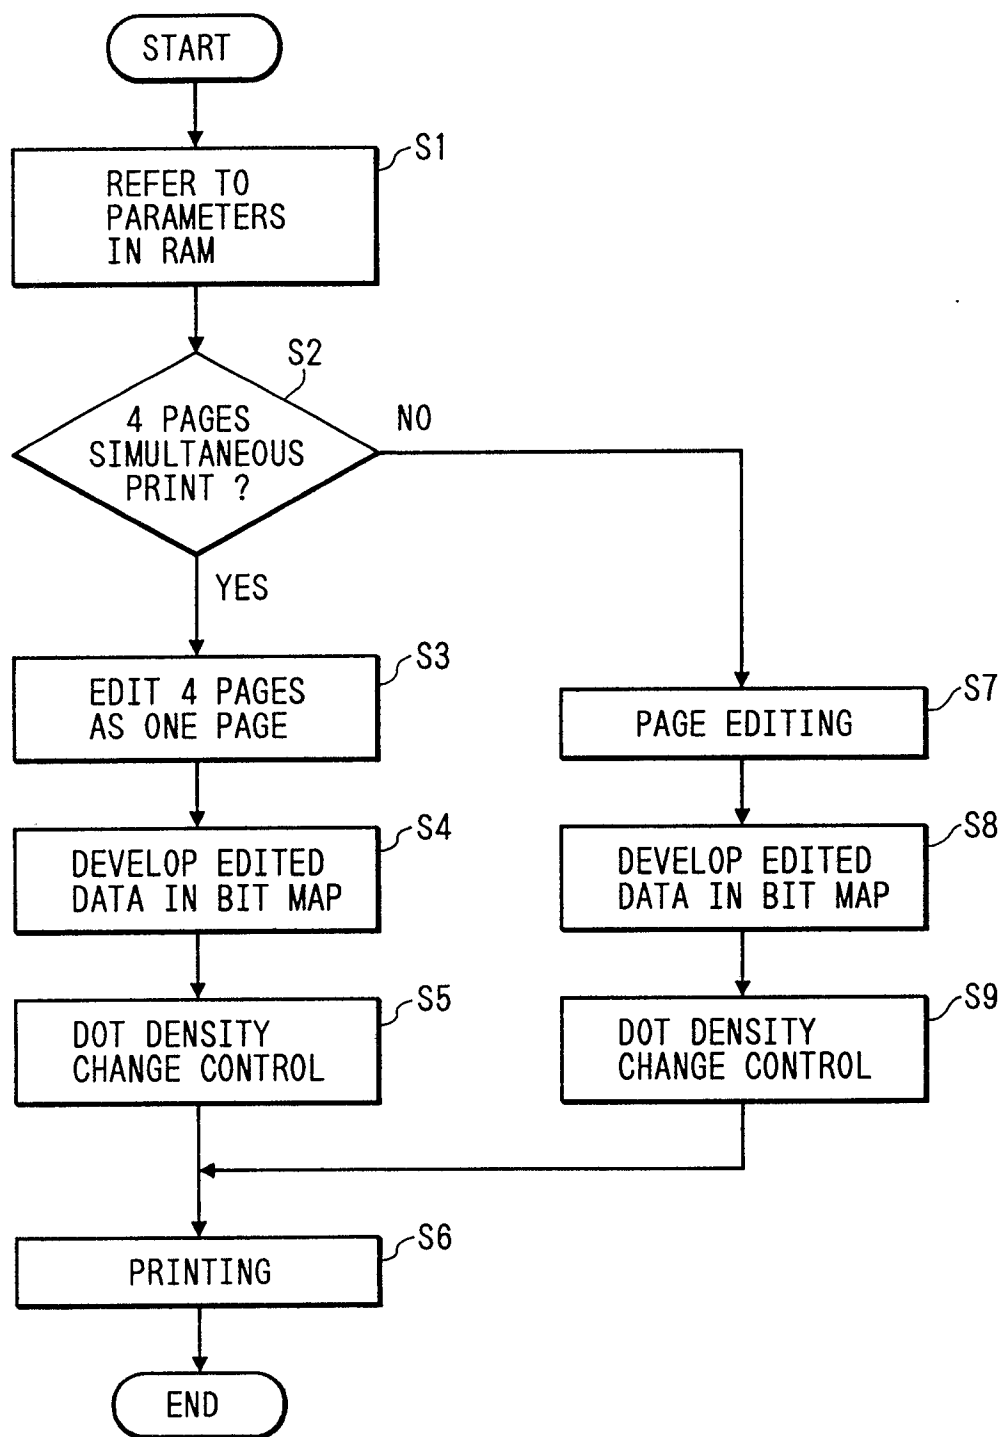 START
S1
REFER TO
PARAMETERS
IN RAM
S2
4 PAGES
SIMULTANEOUS
PRINT ?
NO
YES
S3
EDIT 4 PAGES
AS ONE PAGE
S7
PAGE EDITING
S4
DEVELOP EDITED
DATA IN BIT MAP
S8
DEVELOP EDITED
DATA IN BIT MAP
S5
DOT DENSITY
CHANGE CONTROL
S9
DOT DENSITY
CHANGE CONTROL
S6
PRINTING
END